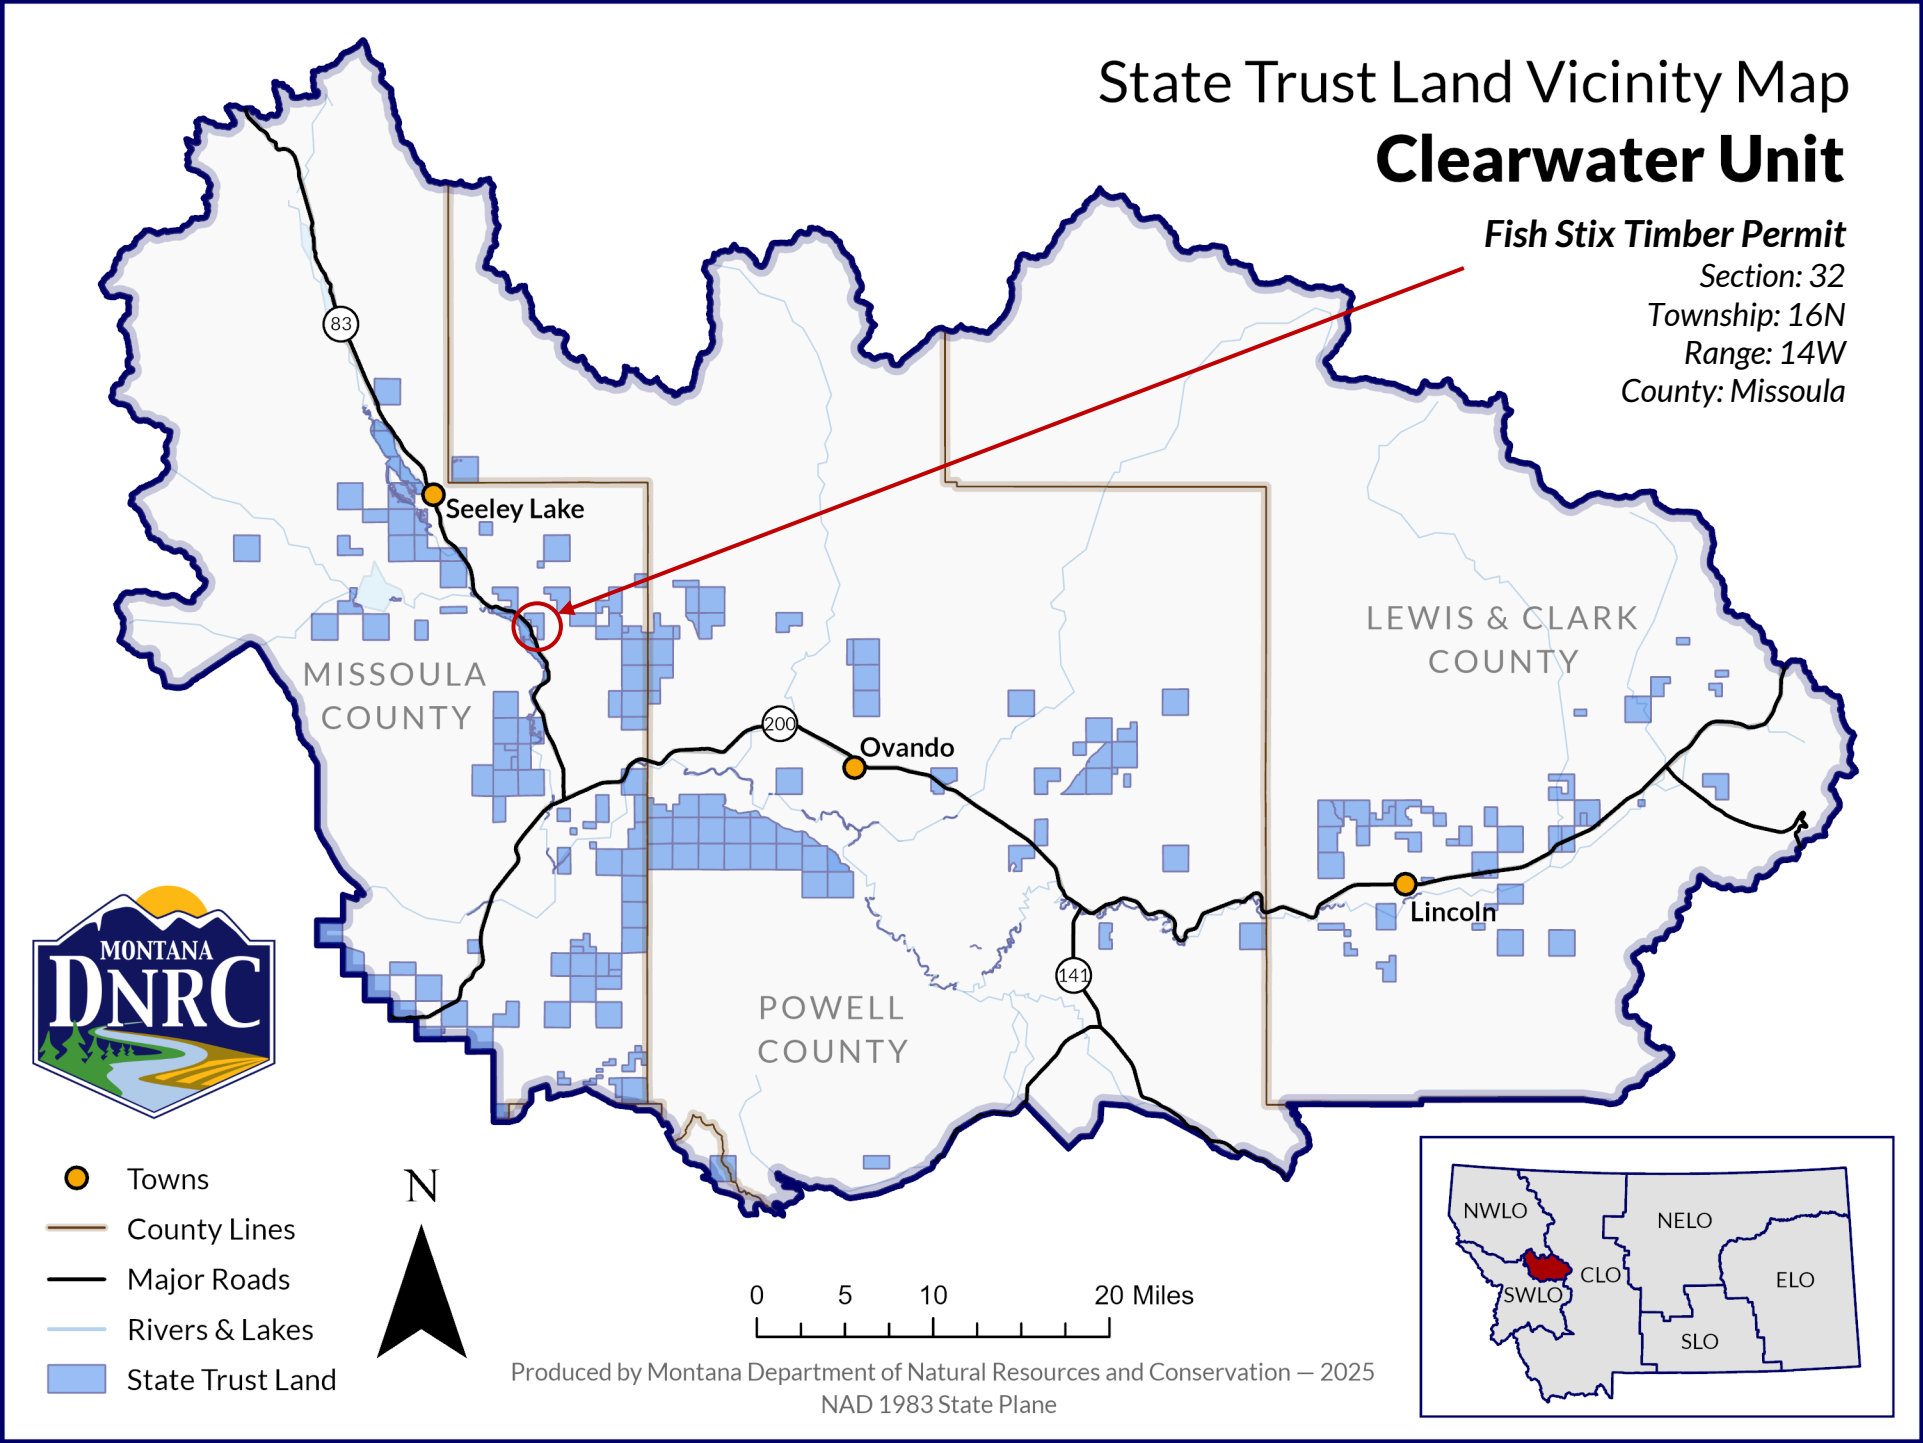 State Trust Land Vicinity Map
Clearwater Unit
Fish Stix Timber Permit
Section: 32
Township: 16N
Range: 14W
County: Missoula
83
Seeley Lake
MISSOULA
COUNTY
LEWIS & CLARK
COUNTY
200
Ovando
Lincoln
141
POWELL
COUNTY
MONTANA
DNRC
Towns
County Lines
Major Roads
Rivers & Lakes
State Trust Land
N
0 5 10 20 Miles
Produced by Montana Department of Natural Resources and Conservation — 2025
NAD 1983 State Plane
NWLO
NELO
CLO
ELO
SWLO
SLO